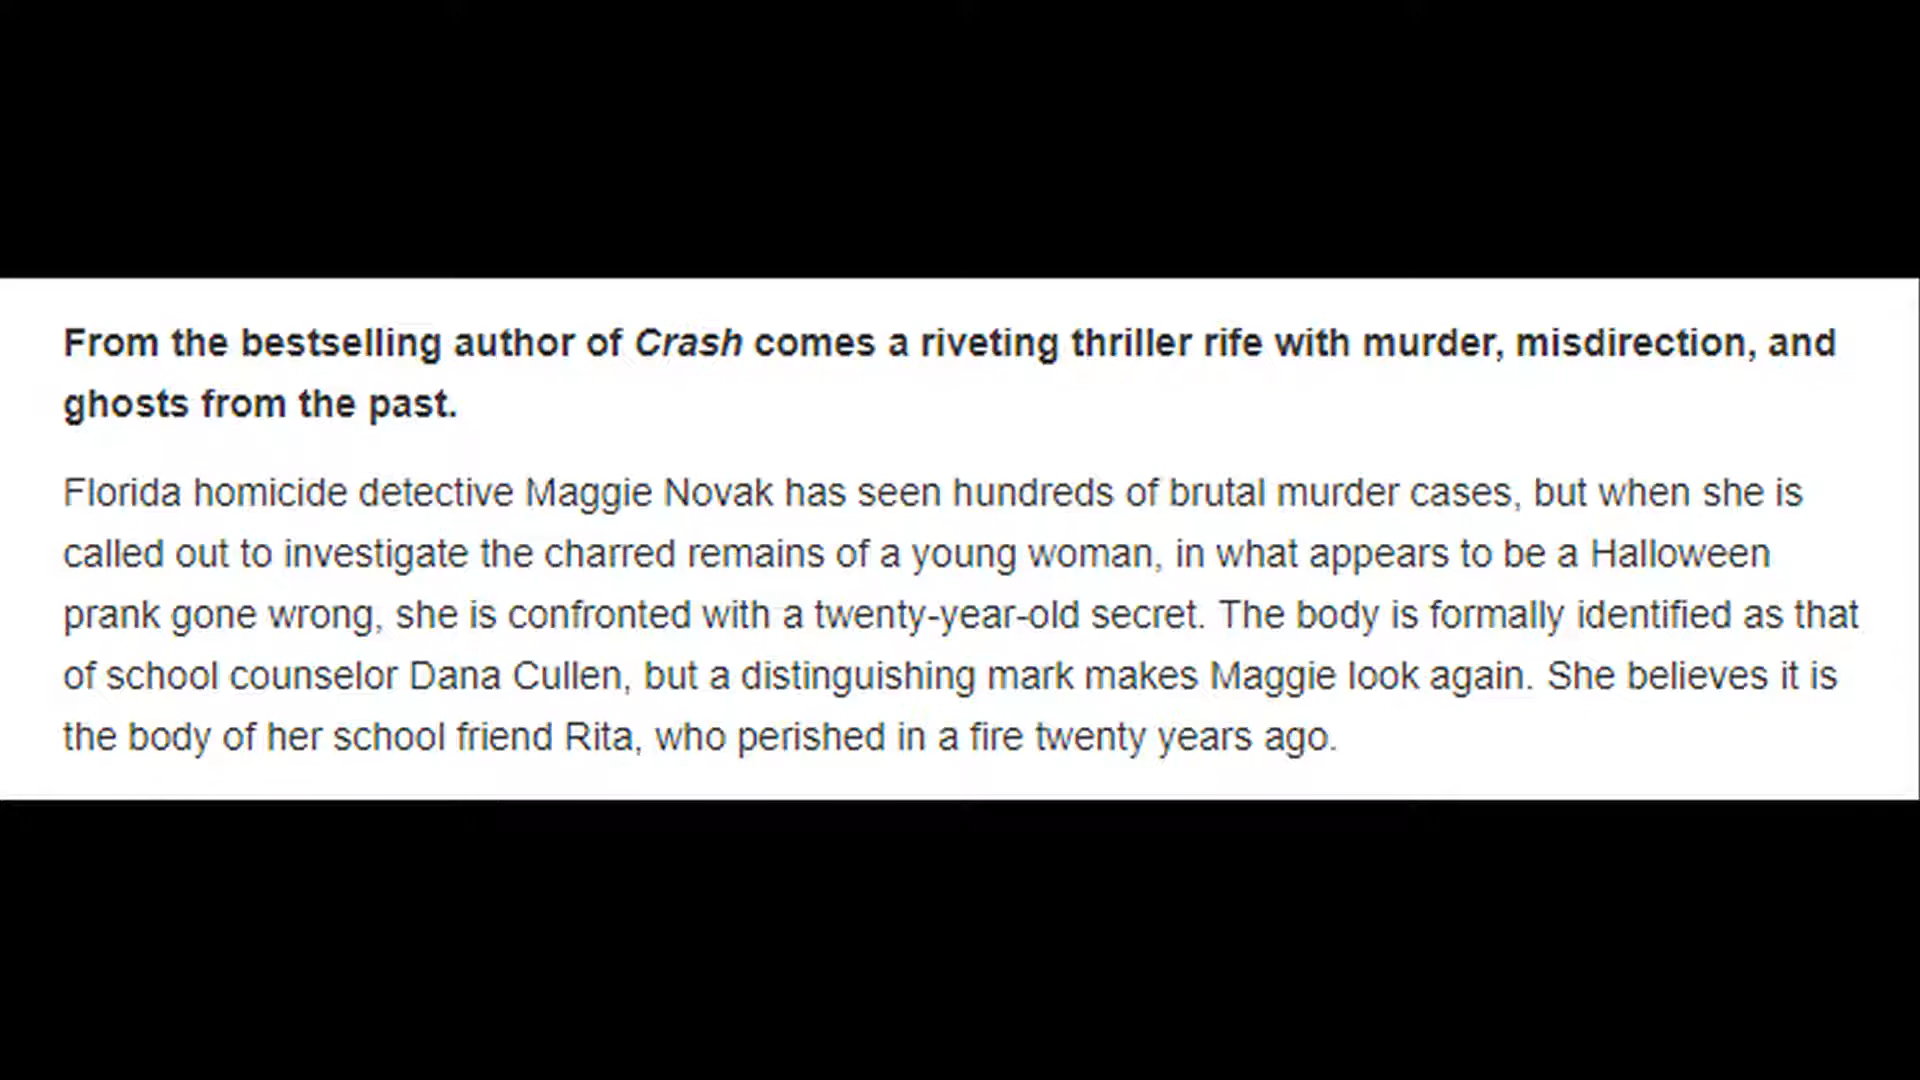 From the bestselling author of Crash comes a riveting thriller rife with murder, misdirection, and
ghosts from the past.
Florida homicide detective Maggie Novak has seen hundreds of brutal murder cases, but when she is
called out to investigate the charred remains of a young woman, in what appears to be a Halloween
prank gone wrong, she is confronted with a twenty-year-old secret. The body is formally identified as that
of school counselor Dana Cullen, but a distinguishing mark makes Maggie look again. She believes it is
the body of her school friend Rita, who perished in a fire twenty years ago.